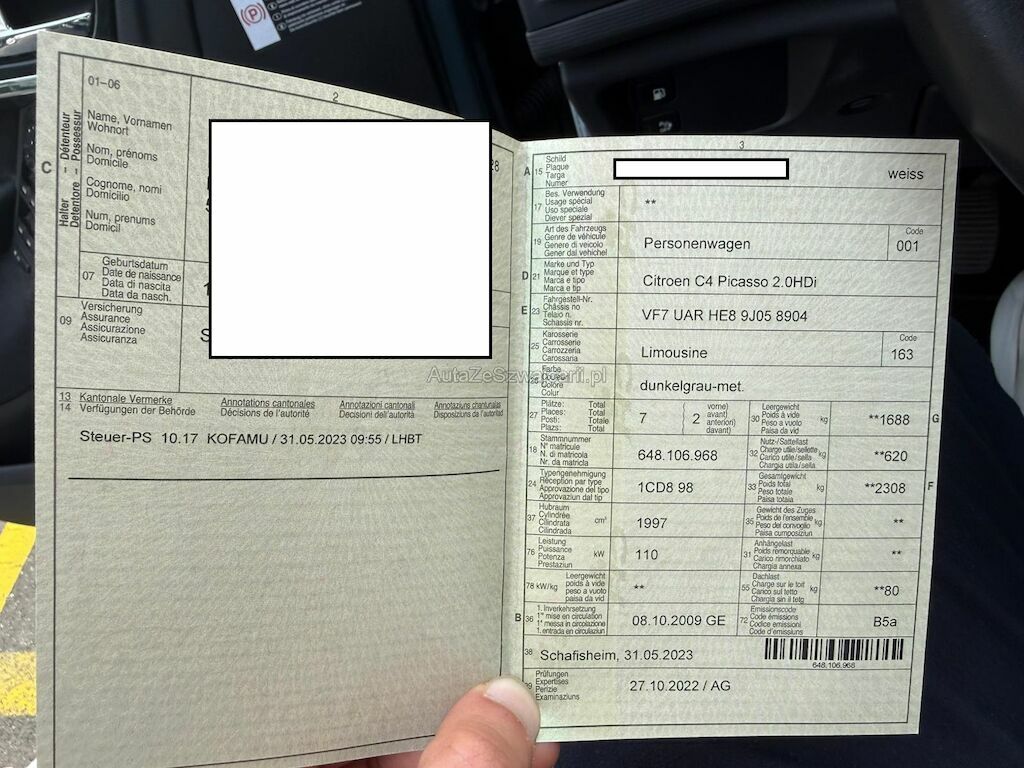 2
01–06
Name, Vornamen
Wohnort
Nom, prénoms
Domicile
Cognome, nomi
Domicilio
Num, prenums
Domicil
C
Halter – Détenteur
Detentore – Possessur
07
Geburtsdatum
Date de naissance
Data di nascita
Data da nasch.
09
Versicherung
Assurance
Assicurazione
Assicuranza
S
13 Kantonale Vermerke Annotations cantonales Annotazioni cantonali Annotaziuns chantunalas
14 Verfügungen der Behörde Décisions de l'autorité Decisioni dell'autorità Disposiziuns da l'autoritad
Steuer-PS 10.17 KOFAMU / 31.05.2023 09:55 / LHBT
AutaZeSzwajcarii.pl
3
A 15
Schild
Plaque
Targa
Numer
weiss
17
Bes. Verwendung
Usage spécial
Uso speciale
Diever spezial
**
19
Art des Fahrzeugs
Genre de véhicule
Genere di veicolo
Gener dal vehichel
Personenwagen
Code
001
D 21
Marke und Typ
Marque et type
Marca e tipo
Marca e tip
Citroen C4 Picasso 2.0HDi
E 23
Fahrgestell-Nr.
Châssis no
Telaio n.
Schassis nr.
VF7 UAR HE8 9J05 8904
25
Karosserie
Carrosserie
Carrozzeria
Carossaria
Limousine
Code
163
26
Farbe
Couleur
Colore
Colur
dunkelgrau-met.
27
Plätze: Total
Places: Total
Posti: Totale
Plazs: Total
7
( 2
vorne)
avant)
anteriori)
davant)
30
Leergewicht
Poids à vide
Peso a vuoto
Paisa da vid
kg
**1688
G
18
Stammnummer
N° matricule
N. di matricola
Nr. da matricla
648.106.968
32
Nutz-/Sattellast
Charge utile/sellette
Carico utile/sella
Chargia utila/sella
kg
**620
24
Typengenehmigung
Réception par type
Approvazione del tipo
Approvaziun dal tip
1CD8 98
33
Gesamtgewicht
Poids total
Peso totale
Paisa totala
kg
**2308
F
37
Hubraum
Cylindrée
Cilindrata
Cilindrada
cm³
1997
35
Gewicht des Zuges
Poids de l'ensemble
Peso del convoglio
Paisa cumposiziun
kg
**
76
Leistung
Puissance
Potenza
Prestaziun
kW
110
31
Anhängelast
Poids remorquable
Carico rimorchiato
Chargia annexa
kg
**
78 kW/kg
Leergewicht
poids à vide
peso a vuoto
paisa da vid
**
55
Dachlast
Charge sur le toit
Carico sul tetto
Chargia sin il tetg
kg
**80
B 36
1. Inverkehrsetzung
1re mise en circulation
1a messa in circolazione
1. entrada en circulaziun
08.10.2009 GE
72
Emissionscode
Code émissions
Codice emissioni
Code d'emissiuns
B5a
38
Schafisheim, 31.05.2023
648.106.968
39
Prüfungen
Expertises
Perizie
Examinaziuns
27.10.2022 / AG